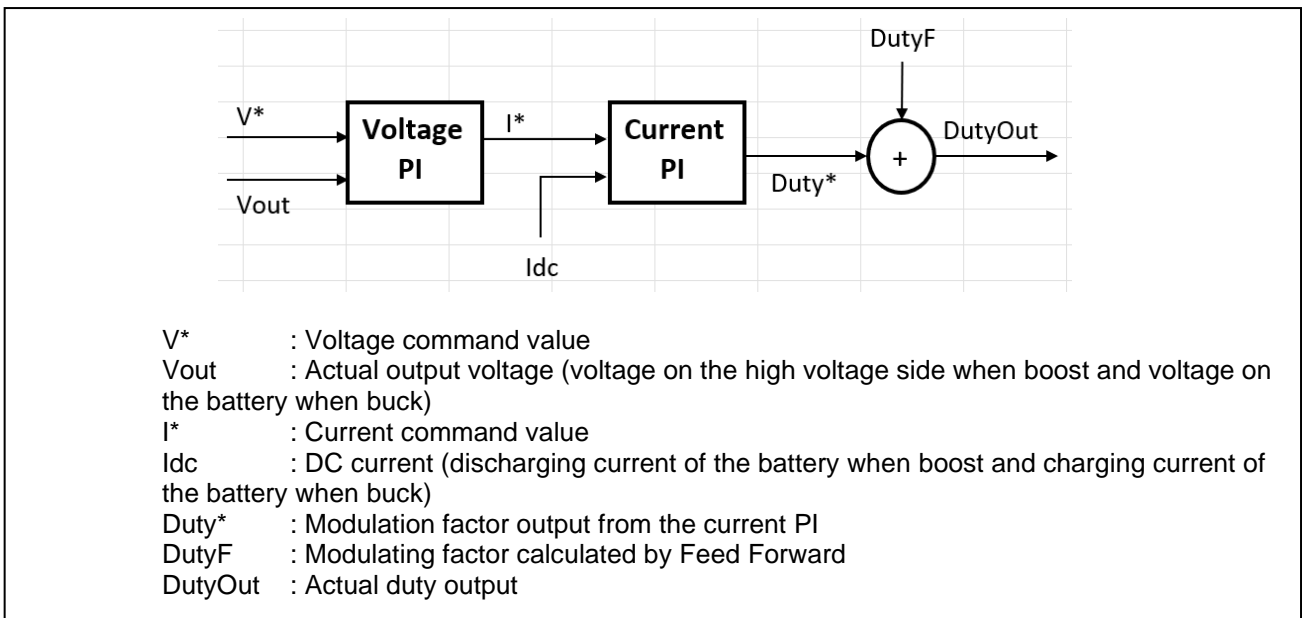 DutyF
V*
Voltage
PI
I*
Current
PI
+
DutyOut
Duty*
Vout
Idc
V* : Voltage command value
Vout : Actual output voltage (voltage on the high voltage side when boost and voltage on
the battery when buck)
I* : Current command value
Idc : DC current (discharging current of the battery when boost and charging current of
the battery when buck)
Duty* : Modulation factor output from the current PI
DutyF : Modulating factor calculated by Feed Forward
DutyOut : Actual duty output